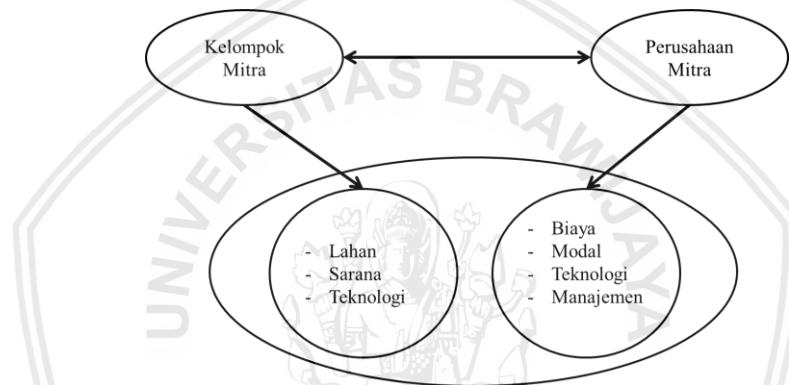 Kelompok
Mitra
Perusahaan
Mitra
UNIVERSITAS BRAWIJAYA
- Lahan
- Sarana
- Teknologi
- Biaya
- Modal
- Teknologi
- Manajemen